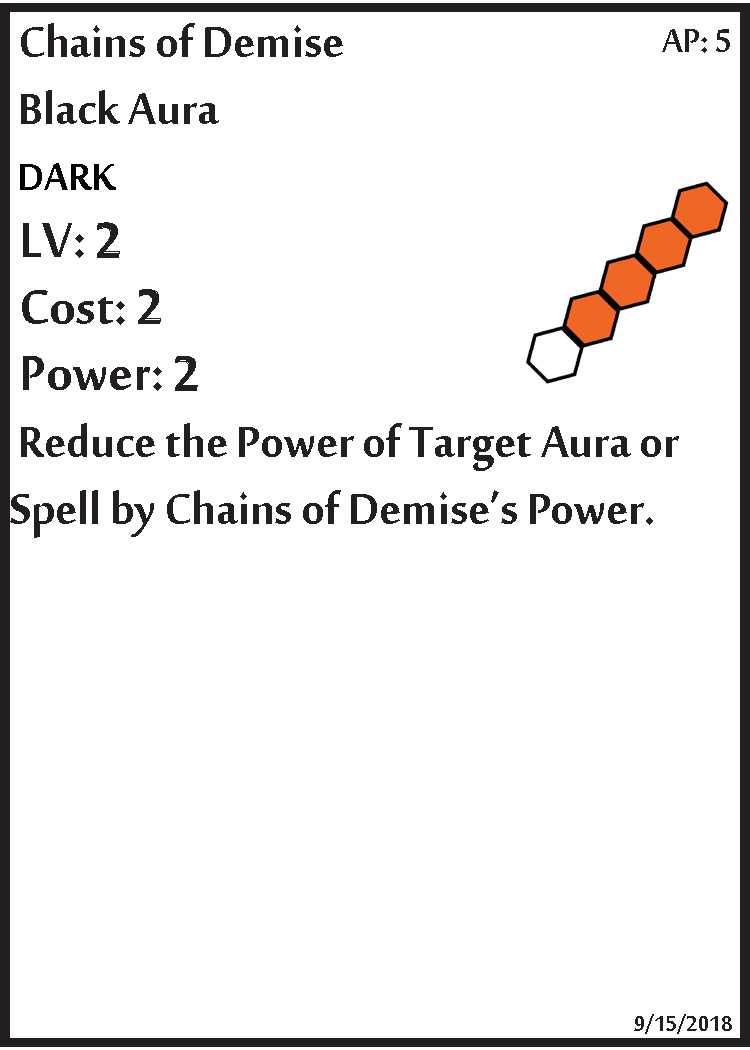 Chains of Demise
AP: 5
Black Aura
DARK
LV: 2
Cost: 2
Power: 2
Reduce the Power of Target Aura or
Spell by Chains of Demise’s Power.
9/15/2018